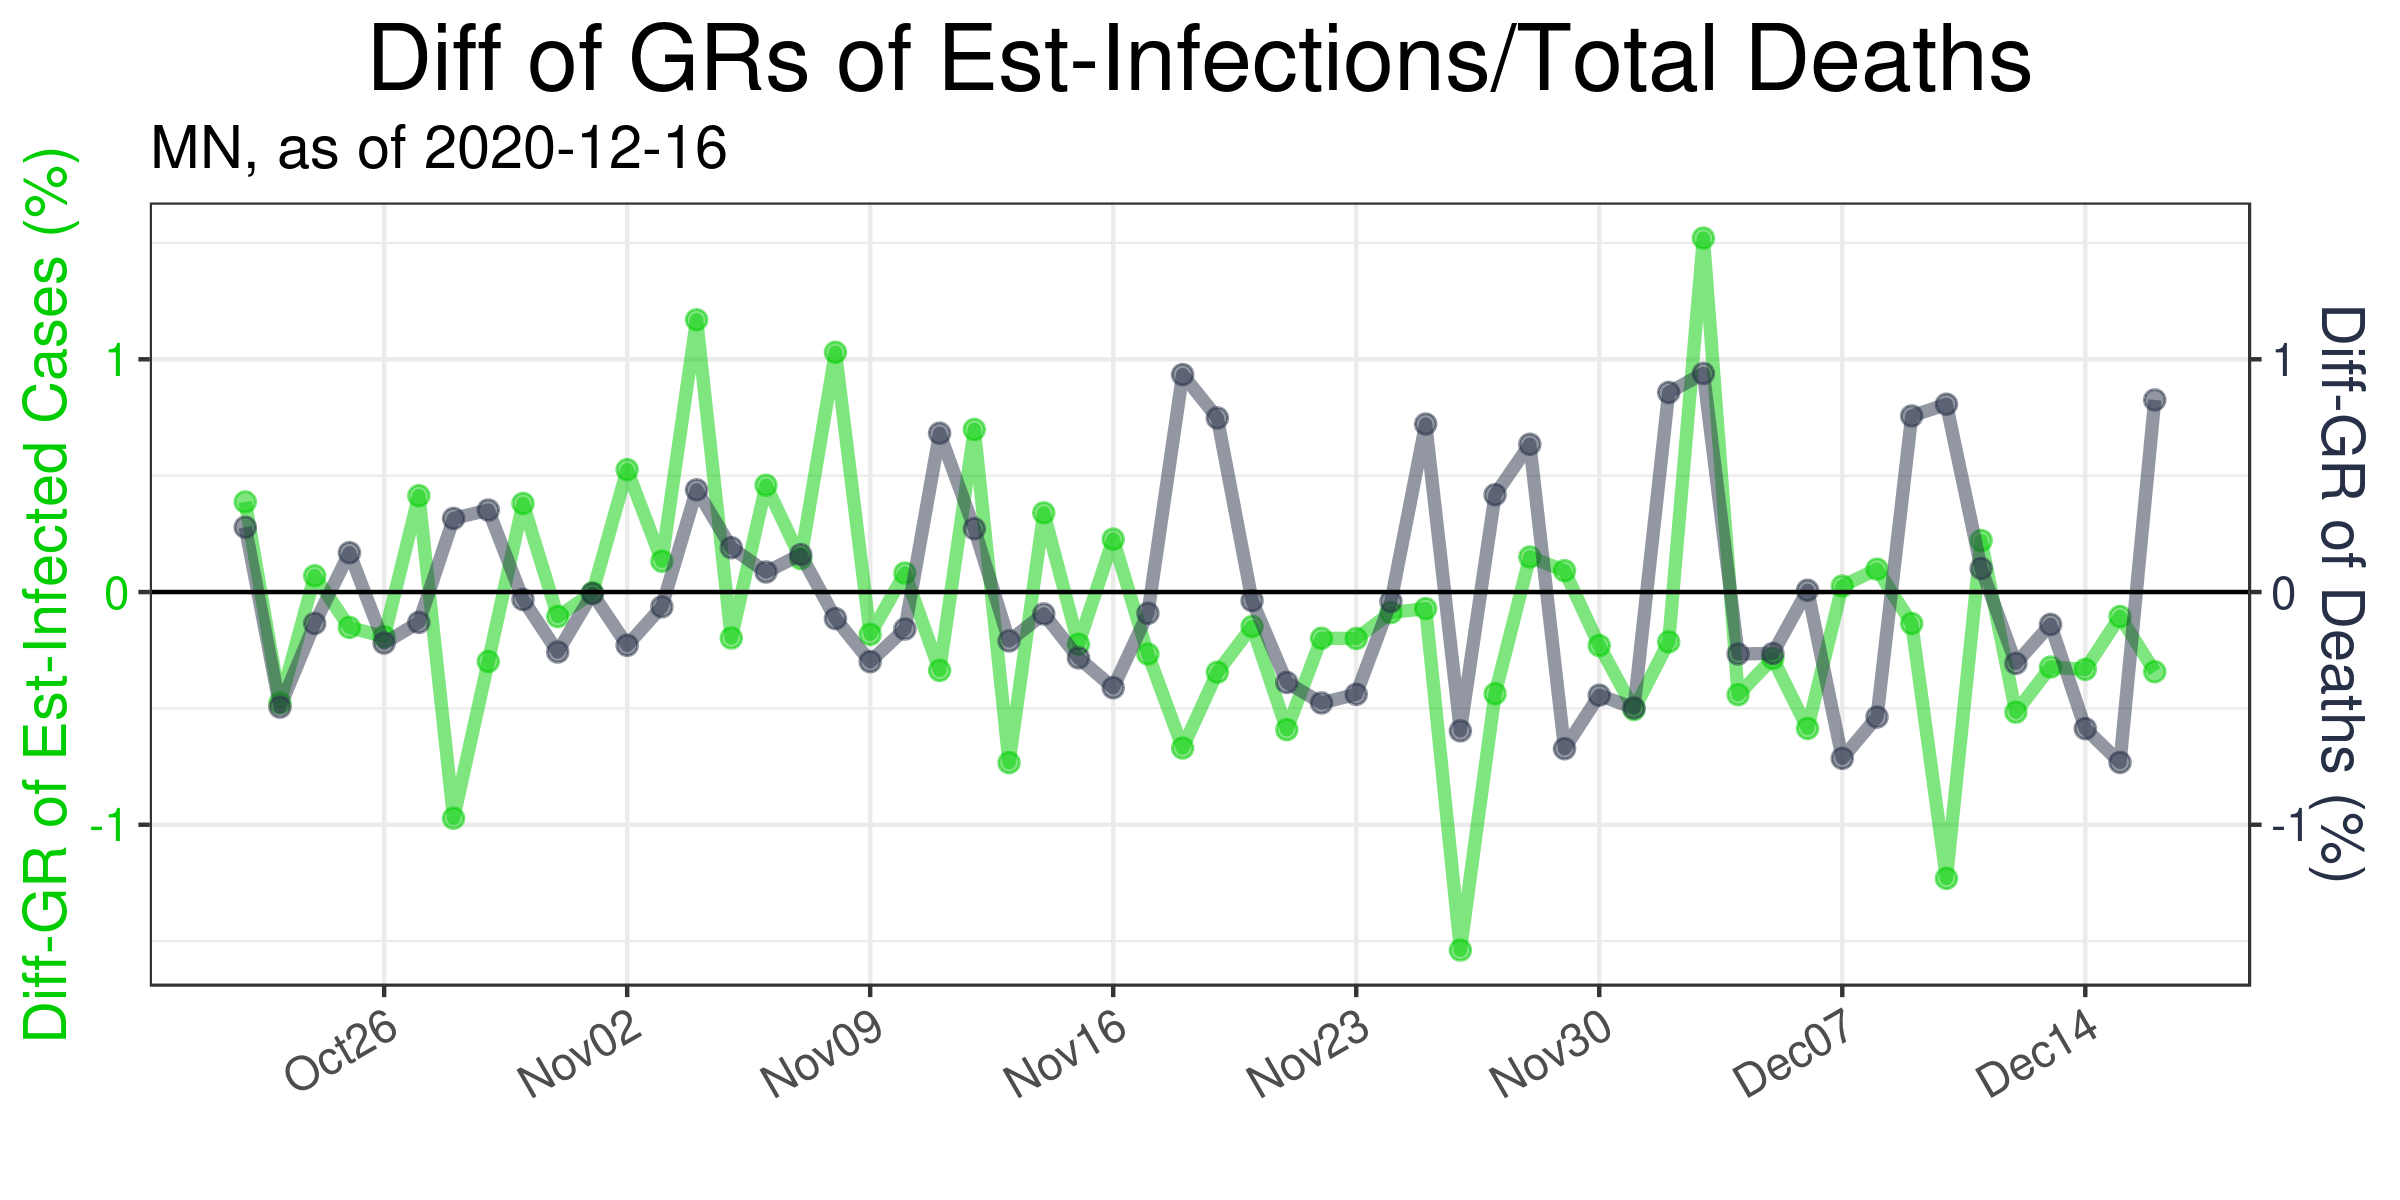 Diff of GRs of Est-Infections/Total Deaths
MN, as of 2020-12-16
Diff-GR of Est-Infected Cases (%)
1
0
-1
1
0
-1
Diff-GR of Deaths (%)
Oct26
Nov02
Nov09
Nov16
Nov23
Nov30
Dec07
Dec14